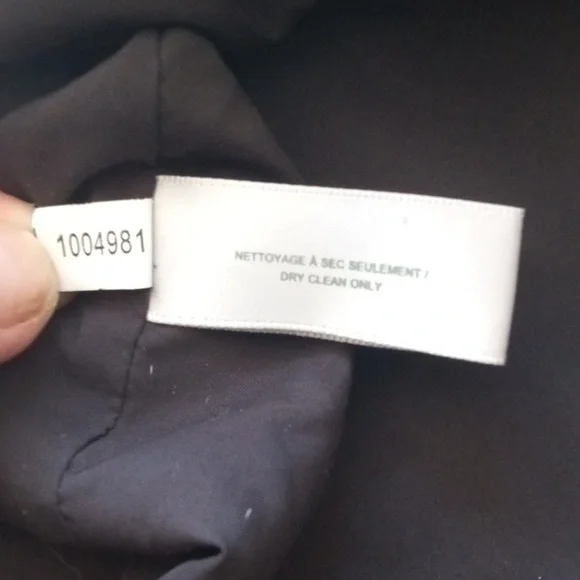 1004981
NETTOYAGE À SEC SEULEMENT /
DRY CLEAN ONLY